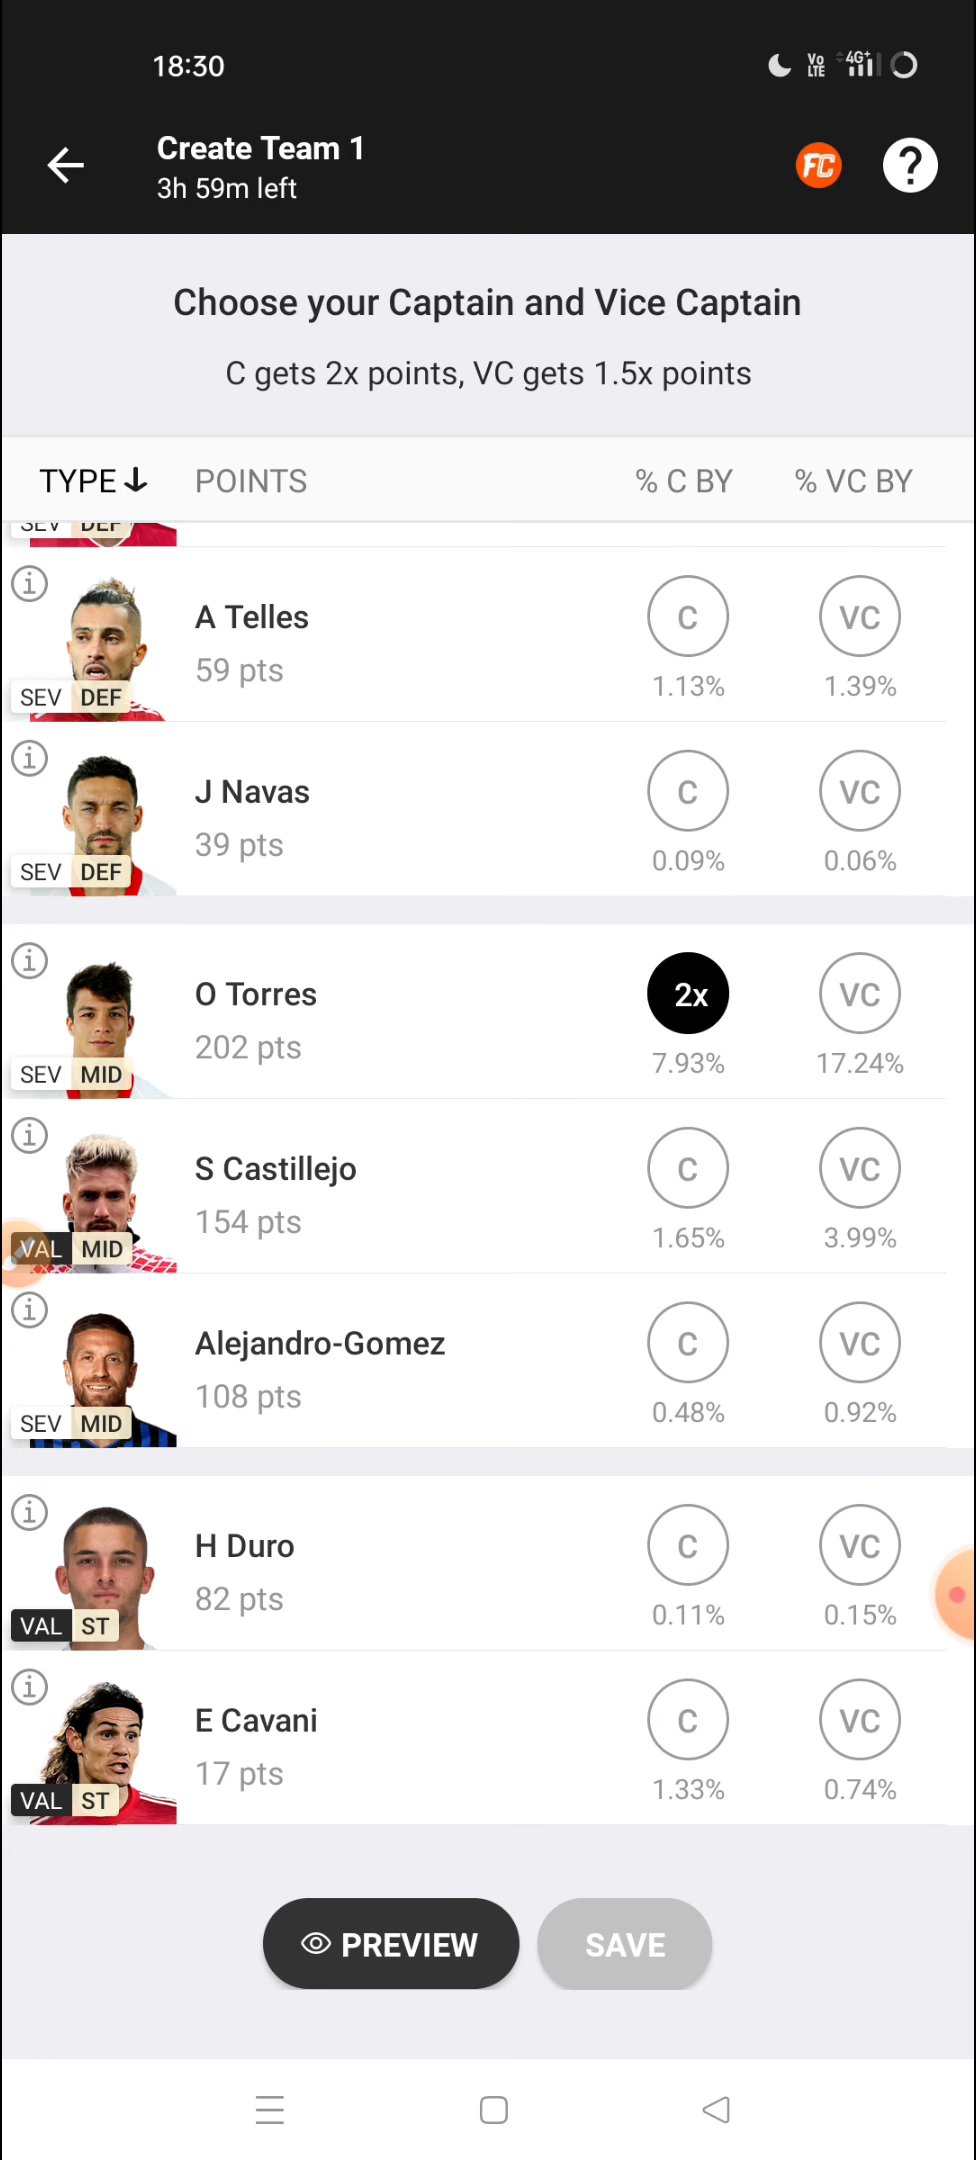 18:30
Vo LTE 4G+
Create Team 1
3h 59m left
FC ?
Choose your Captain and Vice Captain
C gets 2x points, VC gets 1.5x points
TYPE POINTS % C BY % VC BY
SEV DEF
A Telles
59 pts
SEV DEF
C VC
1.13% 1.39%
J Navas
39 pts
SEV DEF
C VC
0.09% 0.06%
O Torres
202 pts
SEV MID
2x VC
7.93% 17.24%
S Castillejo
154 pts
VAL MID
C VC
1.65% 3.99%
Alejandro-Gomez
108 pts
SEV MID
C VC
0.48% 0.92%
H Duro
82 pts
VAL ST
C VC
0.11% 0.15%
E Cavani
17 pts
VAL ST
C VC
1.33% 0.74%
PREVIEW SAVE